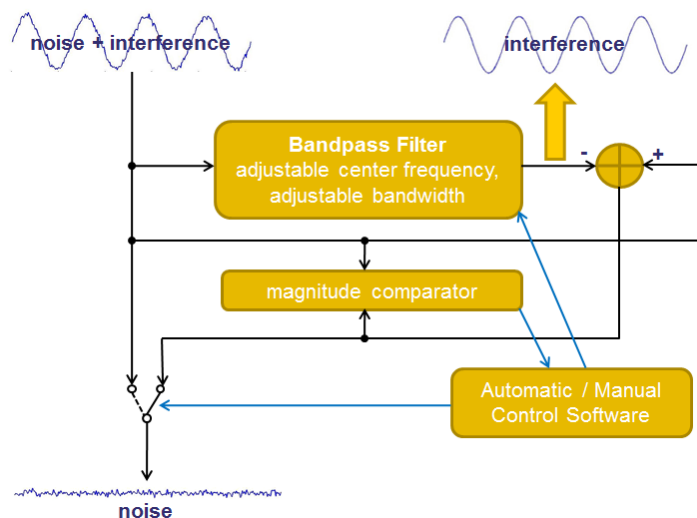 noise + interference
interference
Bandpass Filter
adjustable center frequency,
adjustable bandwidth
-
+
magnitude comparator
Automatic / Manual
Control Software
noise